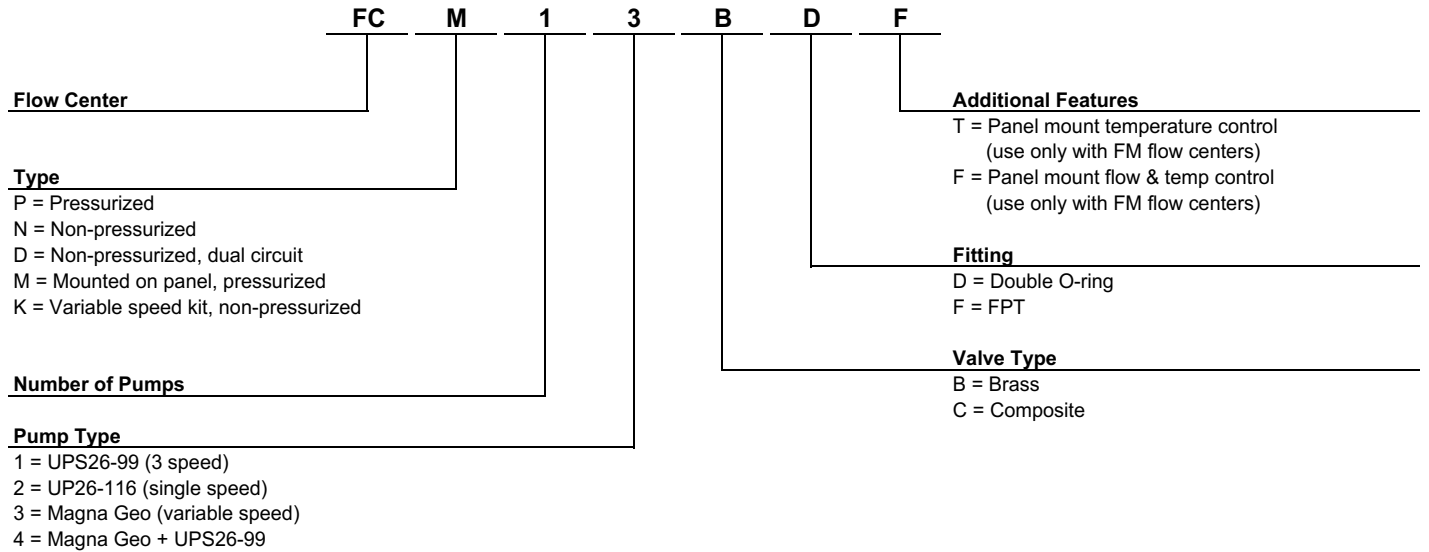 FC M 1 3 B D F
Flow Center
Type
P = Pressurized
N = Non-pressurized
D = Non-pressurized, dual circuit
M = Mounted on panel, pressurized
K = Variable speed kit, non-pressurized
Number of Pumps
Pump Type
1 = UPS26-99 (3 speed)
2 = UP26-116 (single speed)
3 = Magna Geo (variable speed)
4 = Magna Geo + UPS26-99
Additional Features
T = Panel mount temperature control
(use only with FM flow centers)
F = Panel mount flow & temp control
(use only with FM flow centers)
Fitting
D = Double O-ring
F = FPT
Valve Type
B = Brass
C = Composite